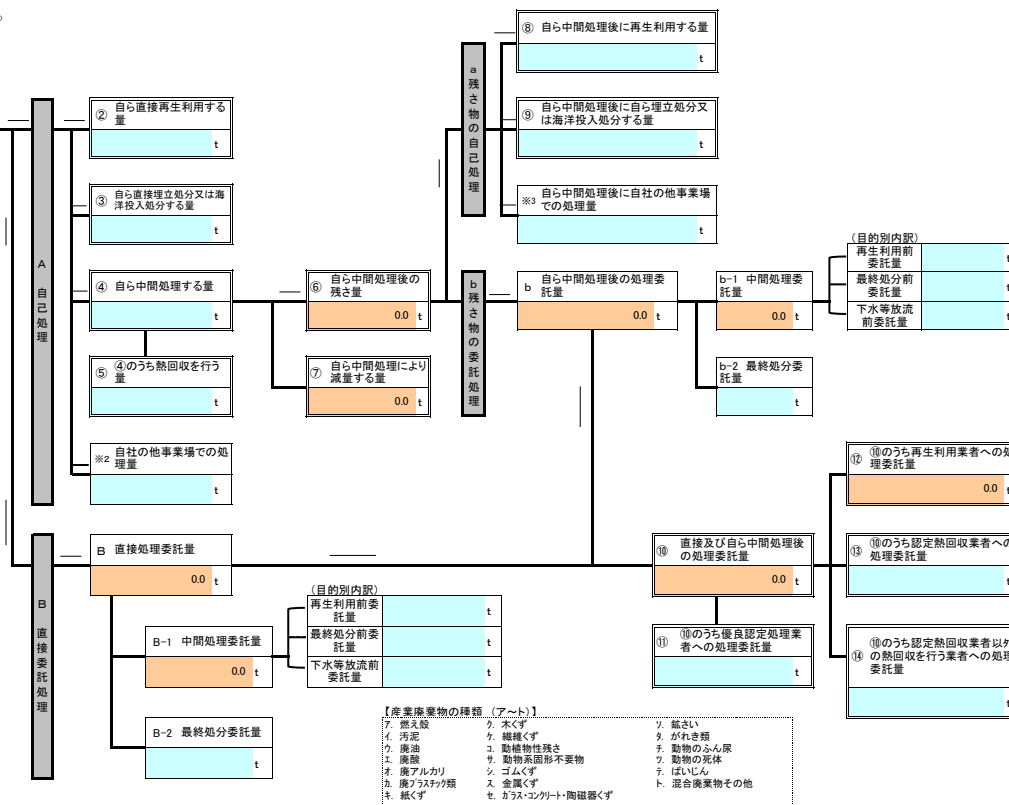 ⑧ 自ら中間処理後に再生利用する量
t
a 残さ物の自己処理
② 自ら直接再生利用する
量
t
⑨ 自ら中間処理後に自ら埋立処分又
は海洋投入処分する量
t
③ 自ら直接埋立処分又は海
洋投入処分する量
t
※3 自ら中間処理後に自社の他事業場
での処理量
t
A 自己処理
④ 自ら中間処理する量
t
⑥ 自ら中間処理後の
残さ量
0.0 t
b 残さ物の委託処理
b 自ら中間処理後の処理委
託量
0.0 t
b-1 中間処理委
託量
0.0 t
(目的別内訳)
再生利用前
委託量
t
最終処分前
委託量
t
下水等放流
前委託量
t
⑤ ④のうち熱回収を行う
量
t
⑦ 自ら中間処理により
減量する量
0.0 t
b-2 最終処分委
託量
t
※2 自社の他事業場での処
理量
t
⑫ ⑩のうち再生利用業者への処
理委託量
0.0 t
B 直接委託処理
B 直接処理委託量
0.0 t
⑩ 直接及び自ら中間処理後
の処理委託量
0.0 t
⑬ ⑩のうち認定熱回収業者への
処理委託量
t
(目的別内訳)
再生利用前委
託量
t
最終処分前委
託量
t
下水等放流前
委託量
t
B-1 中間処理委託量
0.0 t
⑪ ⑩のうち優良認定処理業
者への処理委託量
t
⑭ ⑩のうち認定熱回収業者以外
の熱回収を行う業者への処理
委託量
t
B-2 最終処分委託量
t
【産業廃棄物の種類 (ア～ト)】
ア. 燃え殻 ク. 木くず ソ. 鉱さい
イ. 汚泥 ケ. 繊維くず タ. がれき類
ウ. 廃油 コ. 動植物性残さ チ. 動物のふん尿
エ. 廃酸 サ. 動物系固形不要物 ツ. 動物の死体
オ. 廃アルカリ シ. ゴムくず テ. ばいじん
カ. 廃プラスチック類 ス. 金属くず ト. 混合廃棄物その他
キ. 紙くず セ. ガラス・コンクリート・陶磁器くず